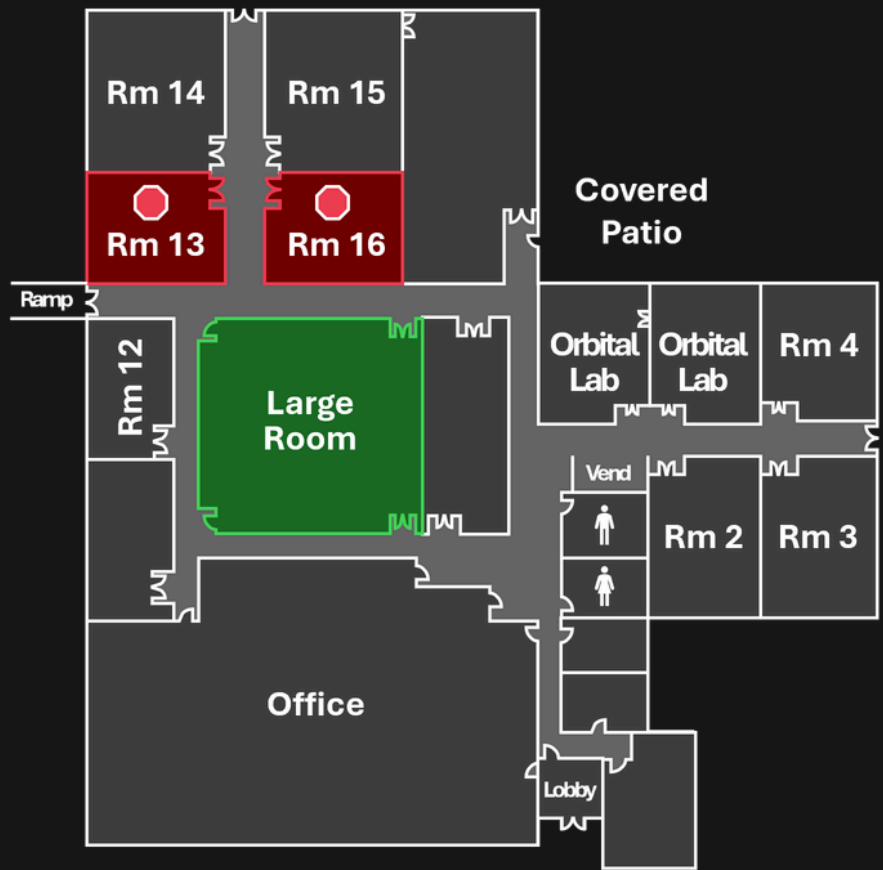 Rm 14
Rm 15
Covered
Patio
Rm 13
Rm 16
Ramp
Rm 12
Large
Room
Orbital
Lab
Orbital
Lab
Rm 4
Vend
Rm 2
Rm 3
Office
Lobby